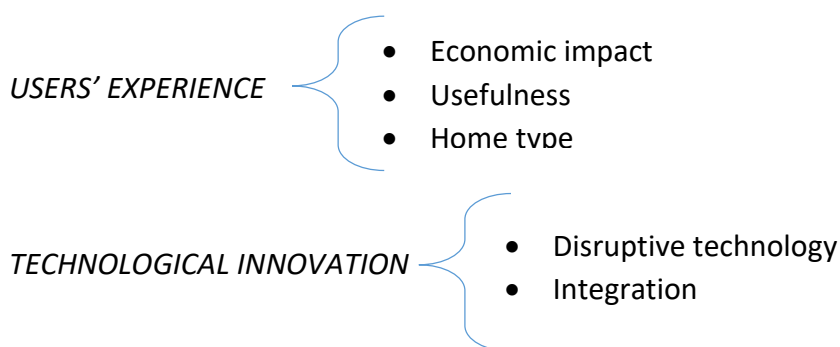 USERS' EXPERIENCE
• Economic impact
• Usefulness
• Home type
TECHNOLOGICAL INNOVATION
• Disruptive technology
• Integration